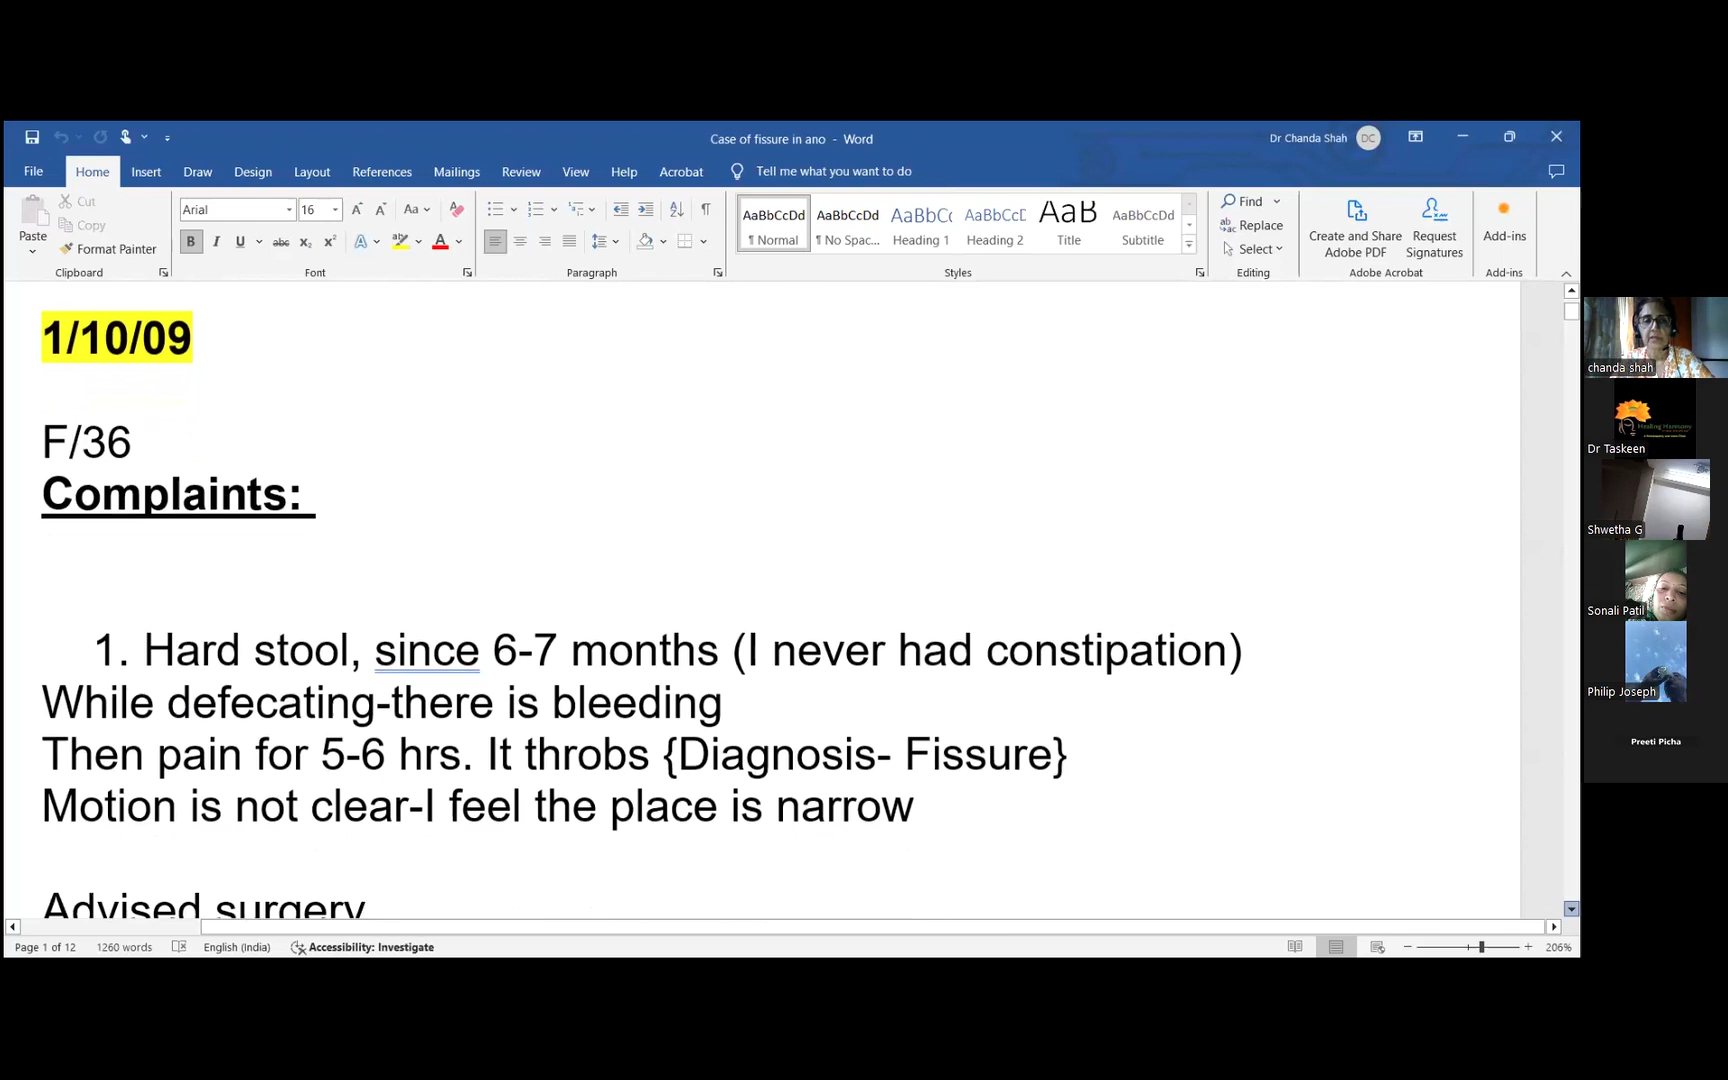 Case of fissure in ano - Word
Dr Chanda Shah
DC
File
Home
Insert
Draw
Design
Layout
References
Mailings
Review
View
Help
Acrobat
Tell me what you want to do
Paste
Cut
Copy
Format Painter
Clipboard
Arial
16
Font
Paragraph
AaBbCcDd
¶ Normal
AaBbCcDd
¶ No Spac...
AaBbCc
Heading 1
AaBbCcD
Heading 2
AaB
Title
AaBbCcDd
Subtitle
Styles
Find
Replace
Select
Editing
Create and Share
Adobe PDF
Request
Signatures
Adobe Acrobat
Add-ins
Add-ins
1/10/09
F/36
Complaints:
1. Hard stool, since 6-7 months (I never had constipation)
While defecating-there is bleeding
Then pain for 5-6 hrs. It throbs {Diagnosis- Fissure}
Motion is not clear-I feel the place is narrow
Advised surgery
Page 1 of 12
1260 words
English (India)
Accessibility: Investigate
206%
chanda shah
Healing Harmony
Dr Taskeen
Shwetha G
Sonali Patil
Philip Joseph
Preeti Picha